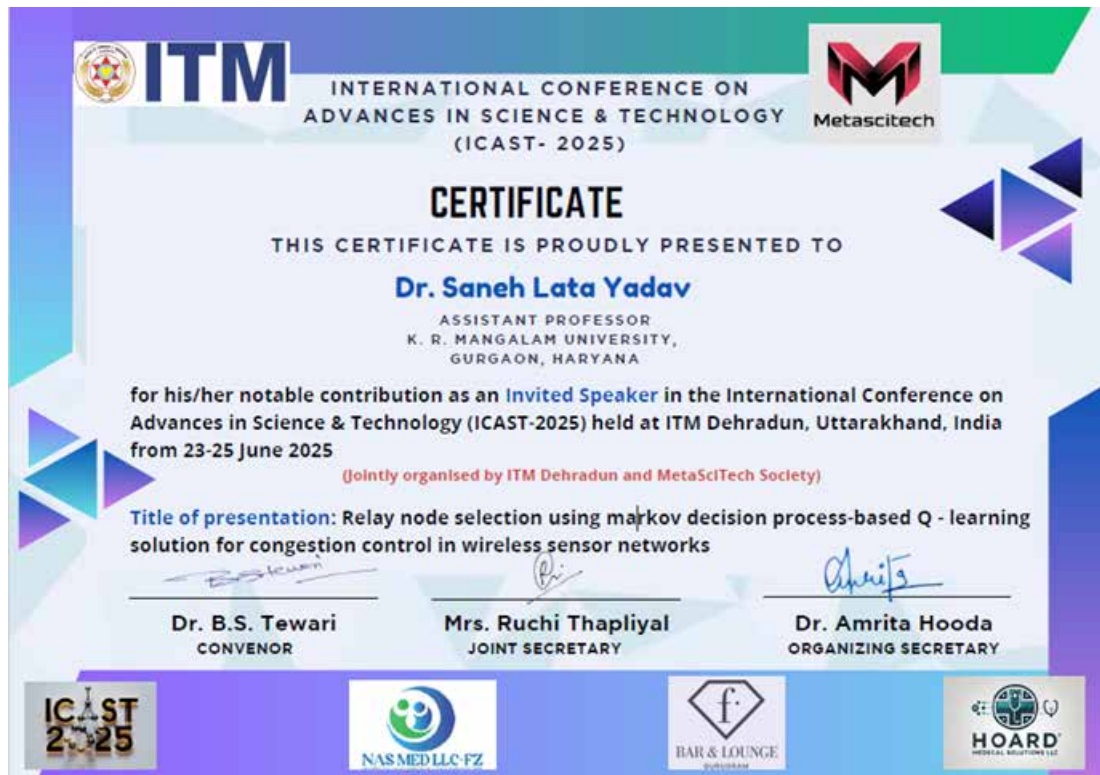 ITM
Metascitech
INTERNATIONAL CONFERENCE ON
ADVANCES IN SCIENCE & TECHNOLOGY
(ICAST- 2025)
CERTIFICATE
THIS CERTIFICATE IS PROUDLY PRESENTED TO
Dr. Saneh Lata Yadav
ASSISTANT PROFESSOR
K. R. MANGALAM UNIVERSITY,
GURGAON, HARYANA
for his/her notable contribution as an Invited Speaker in the International Conference on
Advances in Science & Technology (ICAST-2025) held at ITM Dehradun, Uttarakhand, India
from 23-25 June 2025
(Jointly organised by ITM Dehradun and MetaSciTech Society)
Title of presentation: Relay node selection using markov decision process-based Q - learning
solution for congestion control in wireless sensor networks
Dr. B.S. Tewari
CONVENOR
Mrs. Ruchi Thapliyal
JOINT SECRETARY
Dr. Amrita Hooda
ORGANIZING SECRETARY
ICAST
2025
NAS MED LLC-FZ
f.
BAR & LOUNGE
GURUGRAM
HOARD
MEDICAL SOLUTIONS LLC